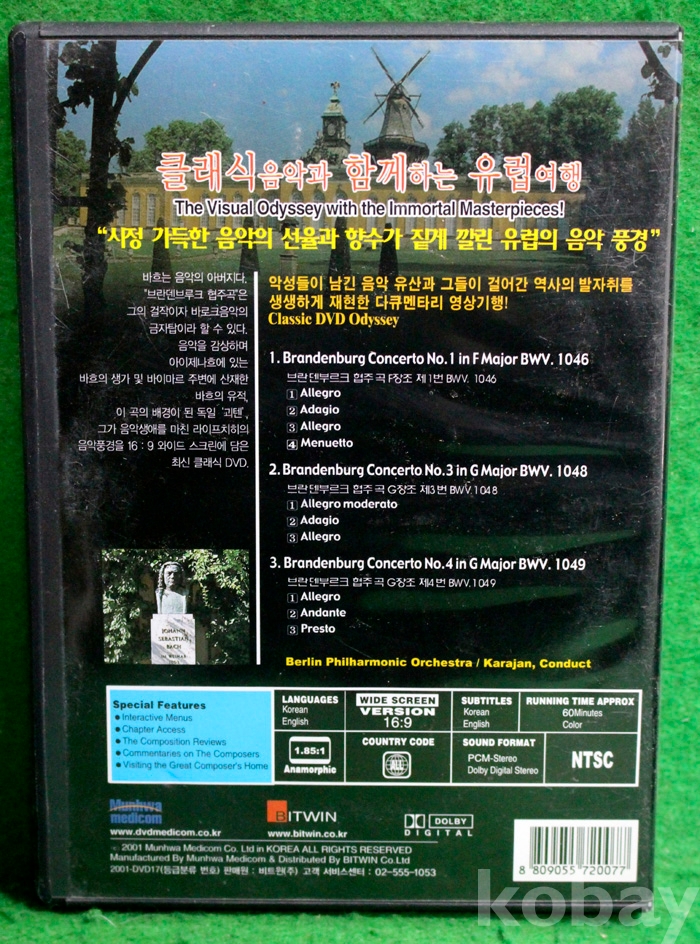 클래식음악과 함께하는 유럽여행
The Visual Odyssey with the Immortal Masterpieces!
“서정 가득한 음악의 선율과 향수가 짙게 깔린 유럽의 음악 풍경”
바흐는 음악의 아버지다.
"브란덴브루크 협주곡"은
그의 걸작이자 바로크음악의
금자탑이라 할 수 있다.
음악을 감상하며
아이제나흐에 있는
바흐의 생가 및 바이마르 주변에 산재한
바흐의 유적,
이 곡의 배경이 된 독일 '괴텐',
그가 음악생애를 마친 라이프치히의
음악풍경을 16 : 9 와이드 스크린에 담은
최신 클래식 DVD.
악성들이 남긴 음악 유산과 그들이 걸어간 역사의 발자취를
생생하게 재현한 다큐멘타리 영상기행!
Classic DVD Odyssey
1. Brandenburg Concerto No.1 in F Major BWV. 1046
브란덴부르크 협주곡 F장조 제1번 BWV. 1046
1 Allegro
2 Adagio
3 Allegro
4 Menuetto
2. Brandenburg Concerto No.3 in G Major BWV. 1048
브란덴부르크 협주곡 G장조 제3번 BWV.1048
1 Allegro moderato
2 Adagio
3 Allegro
3. Brandenburg Concerto No.4 in G Major BWV. 1049
브란덴부르크 협주곡 G장조 제4번 BWV.1049
1 Allegro
2 Andante
3 Presto
Berlin Philharmonic Orchestra / Karajan, Conduct
JOHANN
SEBASTIAN
BACH
Special Features
• Interactive Menus
• Chapter Access
• The Composition Reviews
• Commentaries on The Composers
• Visiting the Great Composer's Home
LANGUAGES
Korean
English
WIDE SCREEN
VERSION
16:9
SUBTITLES
Korean
English
RUNNING TIME APPROX
60Minutes
Color
1.85:1
Anamorphic
COUNTRY CODE
ALL
SOUND FORMAT
PCM-Stereo
Dolby Digital Stereo
NTSC
Munhwa
medicom
www.dvdmedicom.co.kr
BITWIN
www.bitwin.co.kr
DOLBY
DIGITAL
© 2001 Munhwa Medicom Co. Ltd in KOREA ALL RIGHTS RESERVED
Manufactured By Munhwa Medicom & Distributed By BITWIN Co.Ltd
2001-DVD17(등급분류 번호) 판매원 : 비트윈(주) 고객 서비스센터 : 02-555-1053
8 809055 720077
kobay